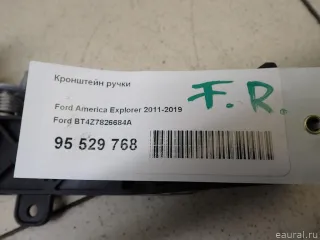 Кронштейн ручки
F.R.
Ford America Explorer 2011-2019
Ford BT4Z7826684A
95 529 768
eaural.ru